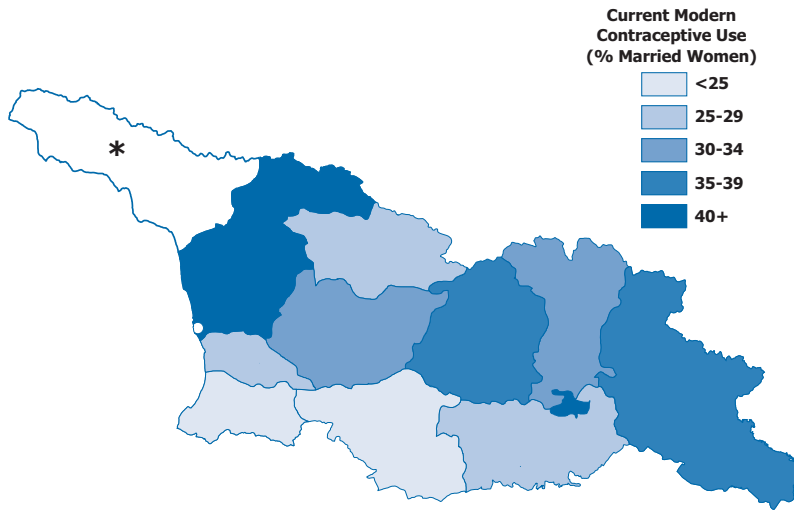 Current Modern
Contraceptive Use
(% Married Women)
<25
25-29
30-34
35-39
40+
*